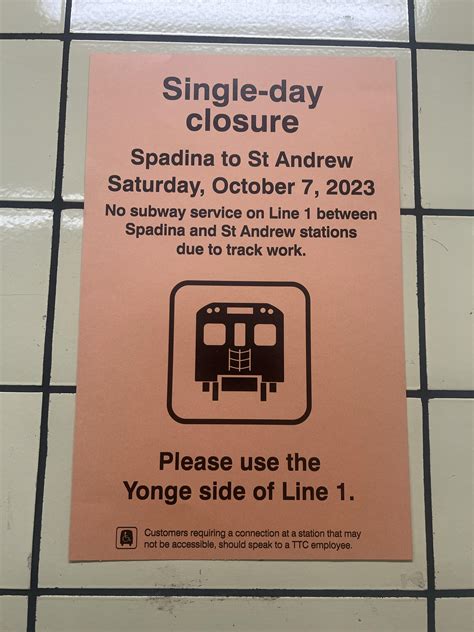 Single-day
closure
Spadina to St Andrew
Saturday, October 7, 2023
No subway service on Line 1 between
Spadina and St Andrew stations
due to track work.
Please use the
Yonge side of Line 1.
Customers requiring a connection at a station that may
not be accessible, should speak to a TTC employee.